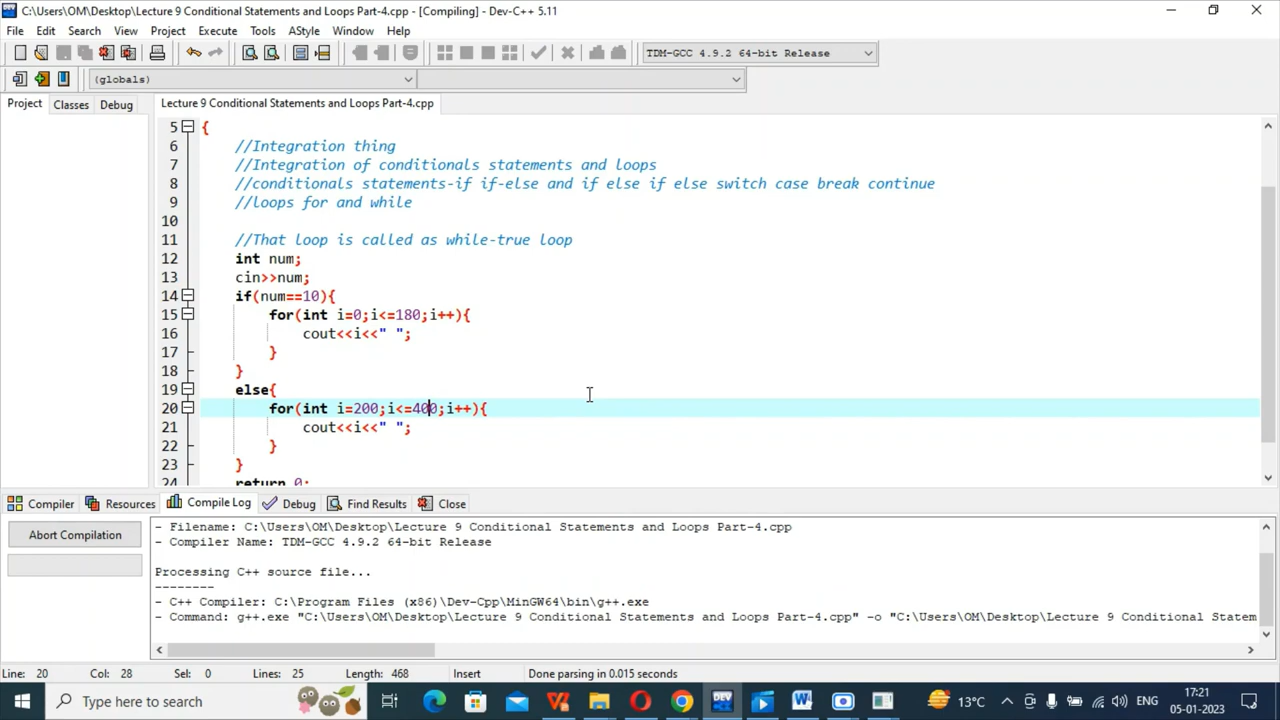 C:\Users\OM\Desktop\Lecture 9 Conditional Statements and Loops Part-4.cpp - [Compiling] - Dev-C++ 5.11
File Edit Search View Project Execute Tools AStyle Window Help
TDM-GCC 4.9.2 64-bit Release
(globals)
Project Classes Debug Lecture 9 Conditional Statements and Loops Part-4.cpp
5 {
6 //Integration thing
7 //Integration of conditionals statements and loops
8 //conditionals statements-if if-else and if else if else switch case break continue
9 //loops for and while
10
11 //That loop is called as while-true loop
12 int num;
13 cin>>num;
14 if(num==10){
15 for(int i=0;i<=180;i++){
16 cout<<i<<" ";
17 }
18 }
19 else{
20 for(int i=200;i<=400;i++){
21 cout<<i<<" ";
22 }
23 }
24 return 0;
Compiler Resources Compile Log Debug Find Results Close
Abort Compilation
- Filename: C:\Users\OM\Desktop\Lecture 9 Conditional Statements and Loops Part-4.cpp
- Compiler Name: TDM-GCC 4.9.2 64-bit Release
Processing C++ source file...
--------
- C++ Compiler: C:\Program Files (x86)\Dev-Cpp\MinGW64\bin\g++.exe
- Command: g++.exe "C:\Users\OM\Desktop\Lecture 9 Conditional Statements and Loops Part-4.cpp" -o "C:\Users\OM\Desktop\Lecture 9 Conditional Statem
Line: 20 Col: 28 Sel: 0 Lines: 25 Length: 468 Insert Done parsing in 0.015 seconds
Type here to search 13°C ENG 17:21
05-01-2023